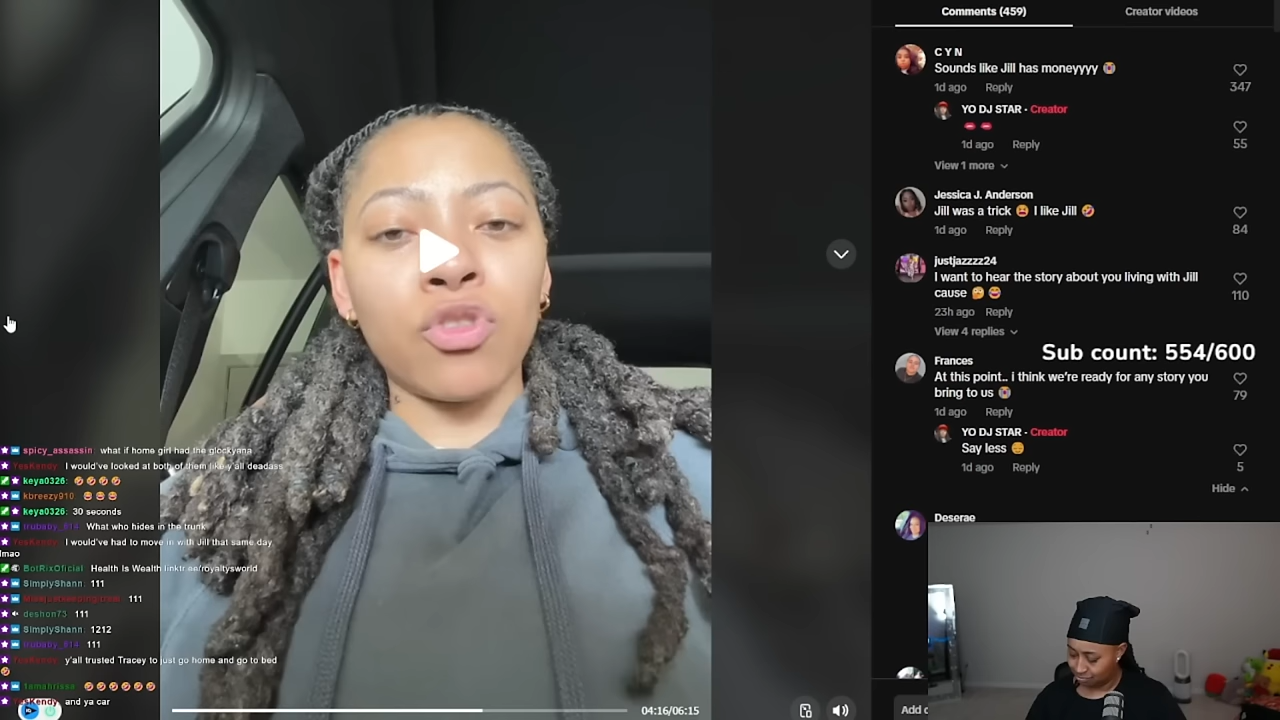 Comments (459)
Creator videos
C Y N
Sounds like Jill has moneyyyy 😭
1d ago Reply
347
YO DJ STAR · Creator
🫦 🫦
1d ago Reply
55
View 1 more
Jessica J. Anderson
Jill was a trick 😩 I like Jill 🤣
1d ago Reply
84
justjazzzz24
I want to hear the story about you living with Jill
cause 🤔 😂
23h ago Reply
110
View 4 replies
Sub count: 554/600
Frances
At this point.. i think we're ready for any story you
bring to us 😭
1d ago Reply
79
YO DJ STAR · Creator
Say less
1d ago Reply
5
Hide
Deserae
Add c
04:16/06:15
spicy_assassin what if home girl had the glockyana
YesKendy I would've looked at both of them like y'all deadass
keya0326: 🤣 🤣 🤣 🤣
kbreezy910 😂 😂 😂
keya0326: 30 seconds
What who hides in the trunk
YesKendy I would've had to move in with Jill that same day
lmao
BotRixOficial Health Is Wealth linktr.ee/royaltysworld
SimplyShann 111
111
deshon73 111
SimplyShann 1212
111
YesKendy y'all trusted Tracey to just go home and go to bed
🤣
tamshrissa 🤣 🤣 🤣 🤣 🤣 🤣
YesKendy and ya car